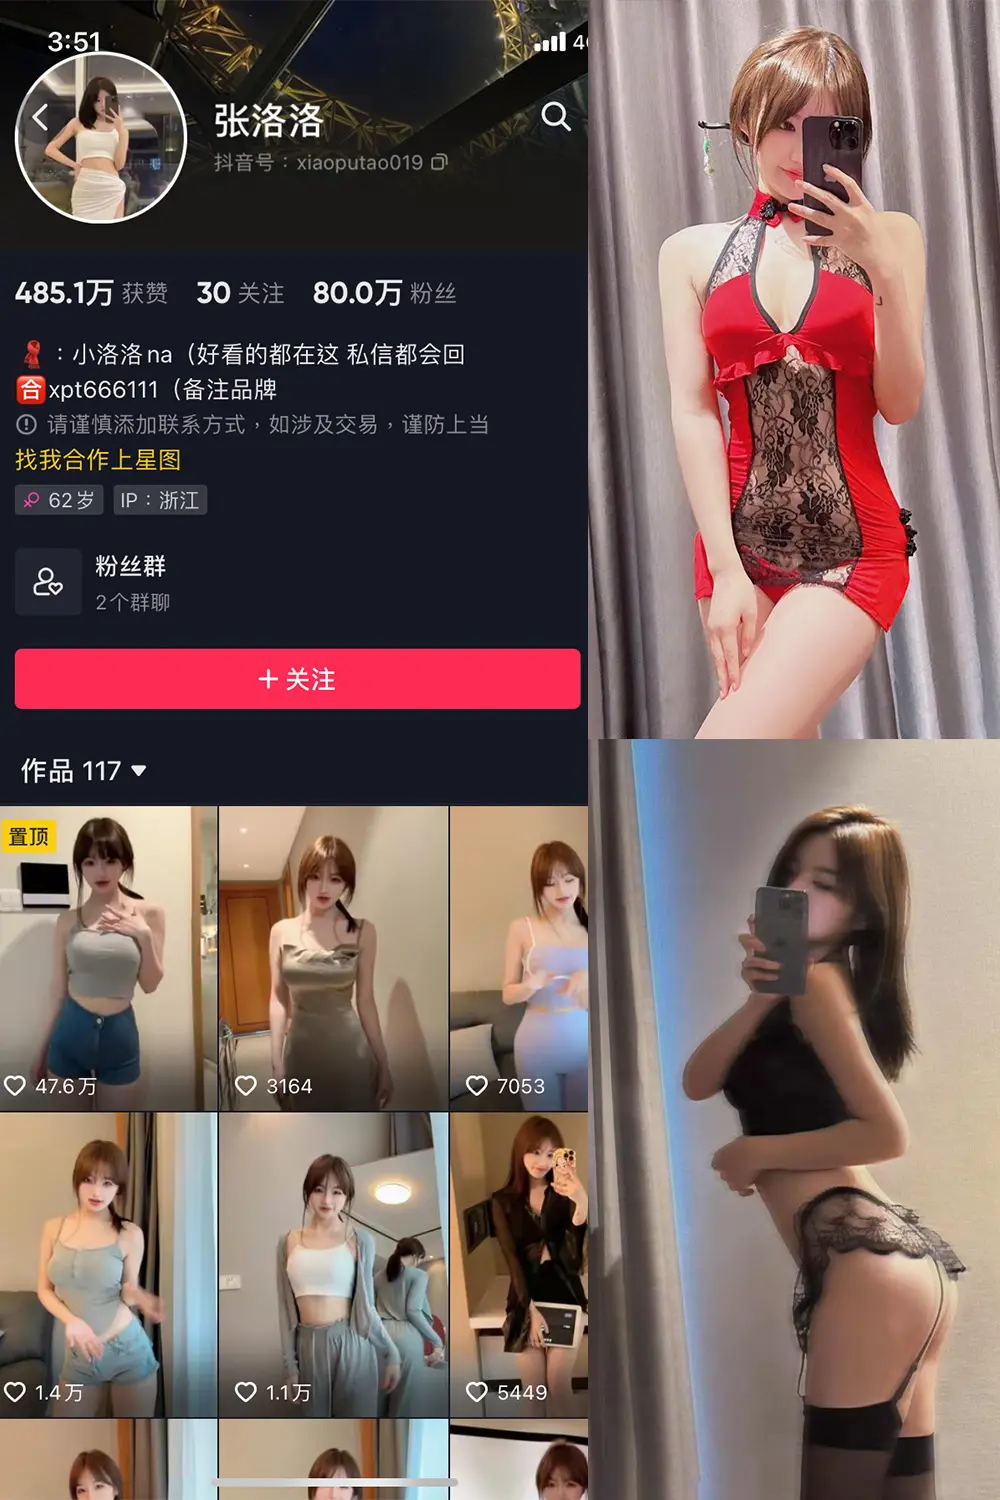 3:51
张洛洛
抖音号：xiaoputao019
485.1万 获赞 30 关注 80.0万 粉丝
：小洛洛na（好看的都在这 私信都会回
合xpt666111（备注品牌
请谨慎添加联系方式，如涉及交易，谨防上当
找我合作上星图
62岁 IP：浙江
粉丝群
2个群聊
+ 关注
作品 117
置顶
47.6万 3164 7053
1.4万 1.1万 5449